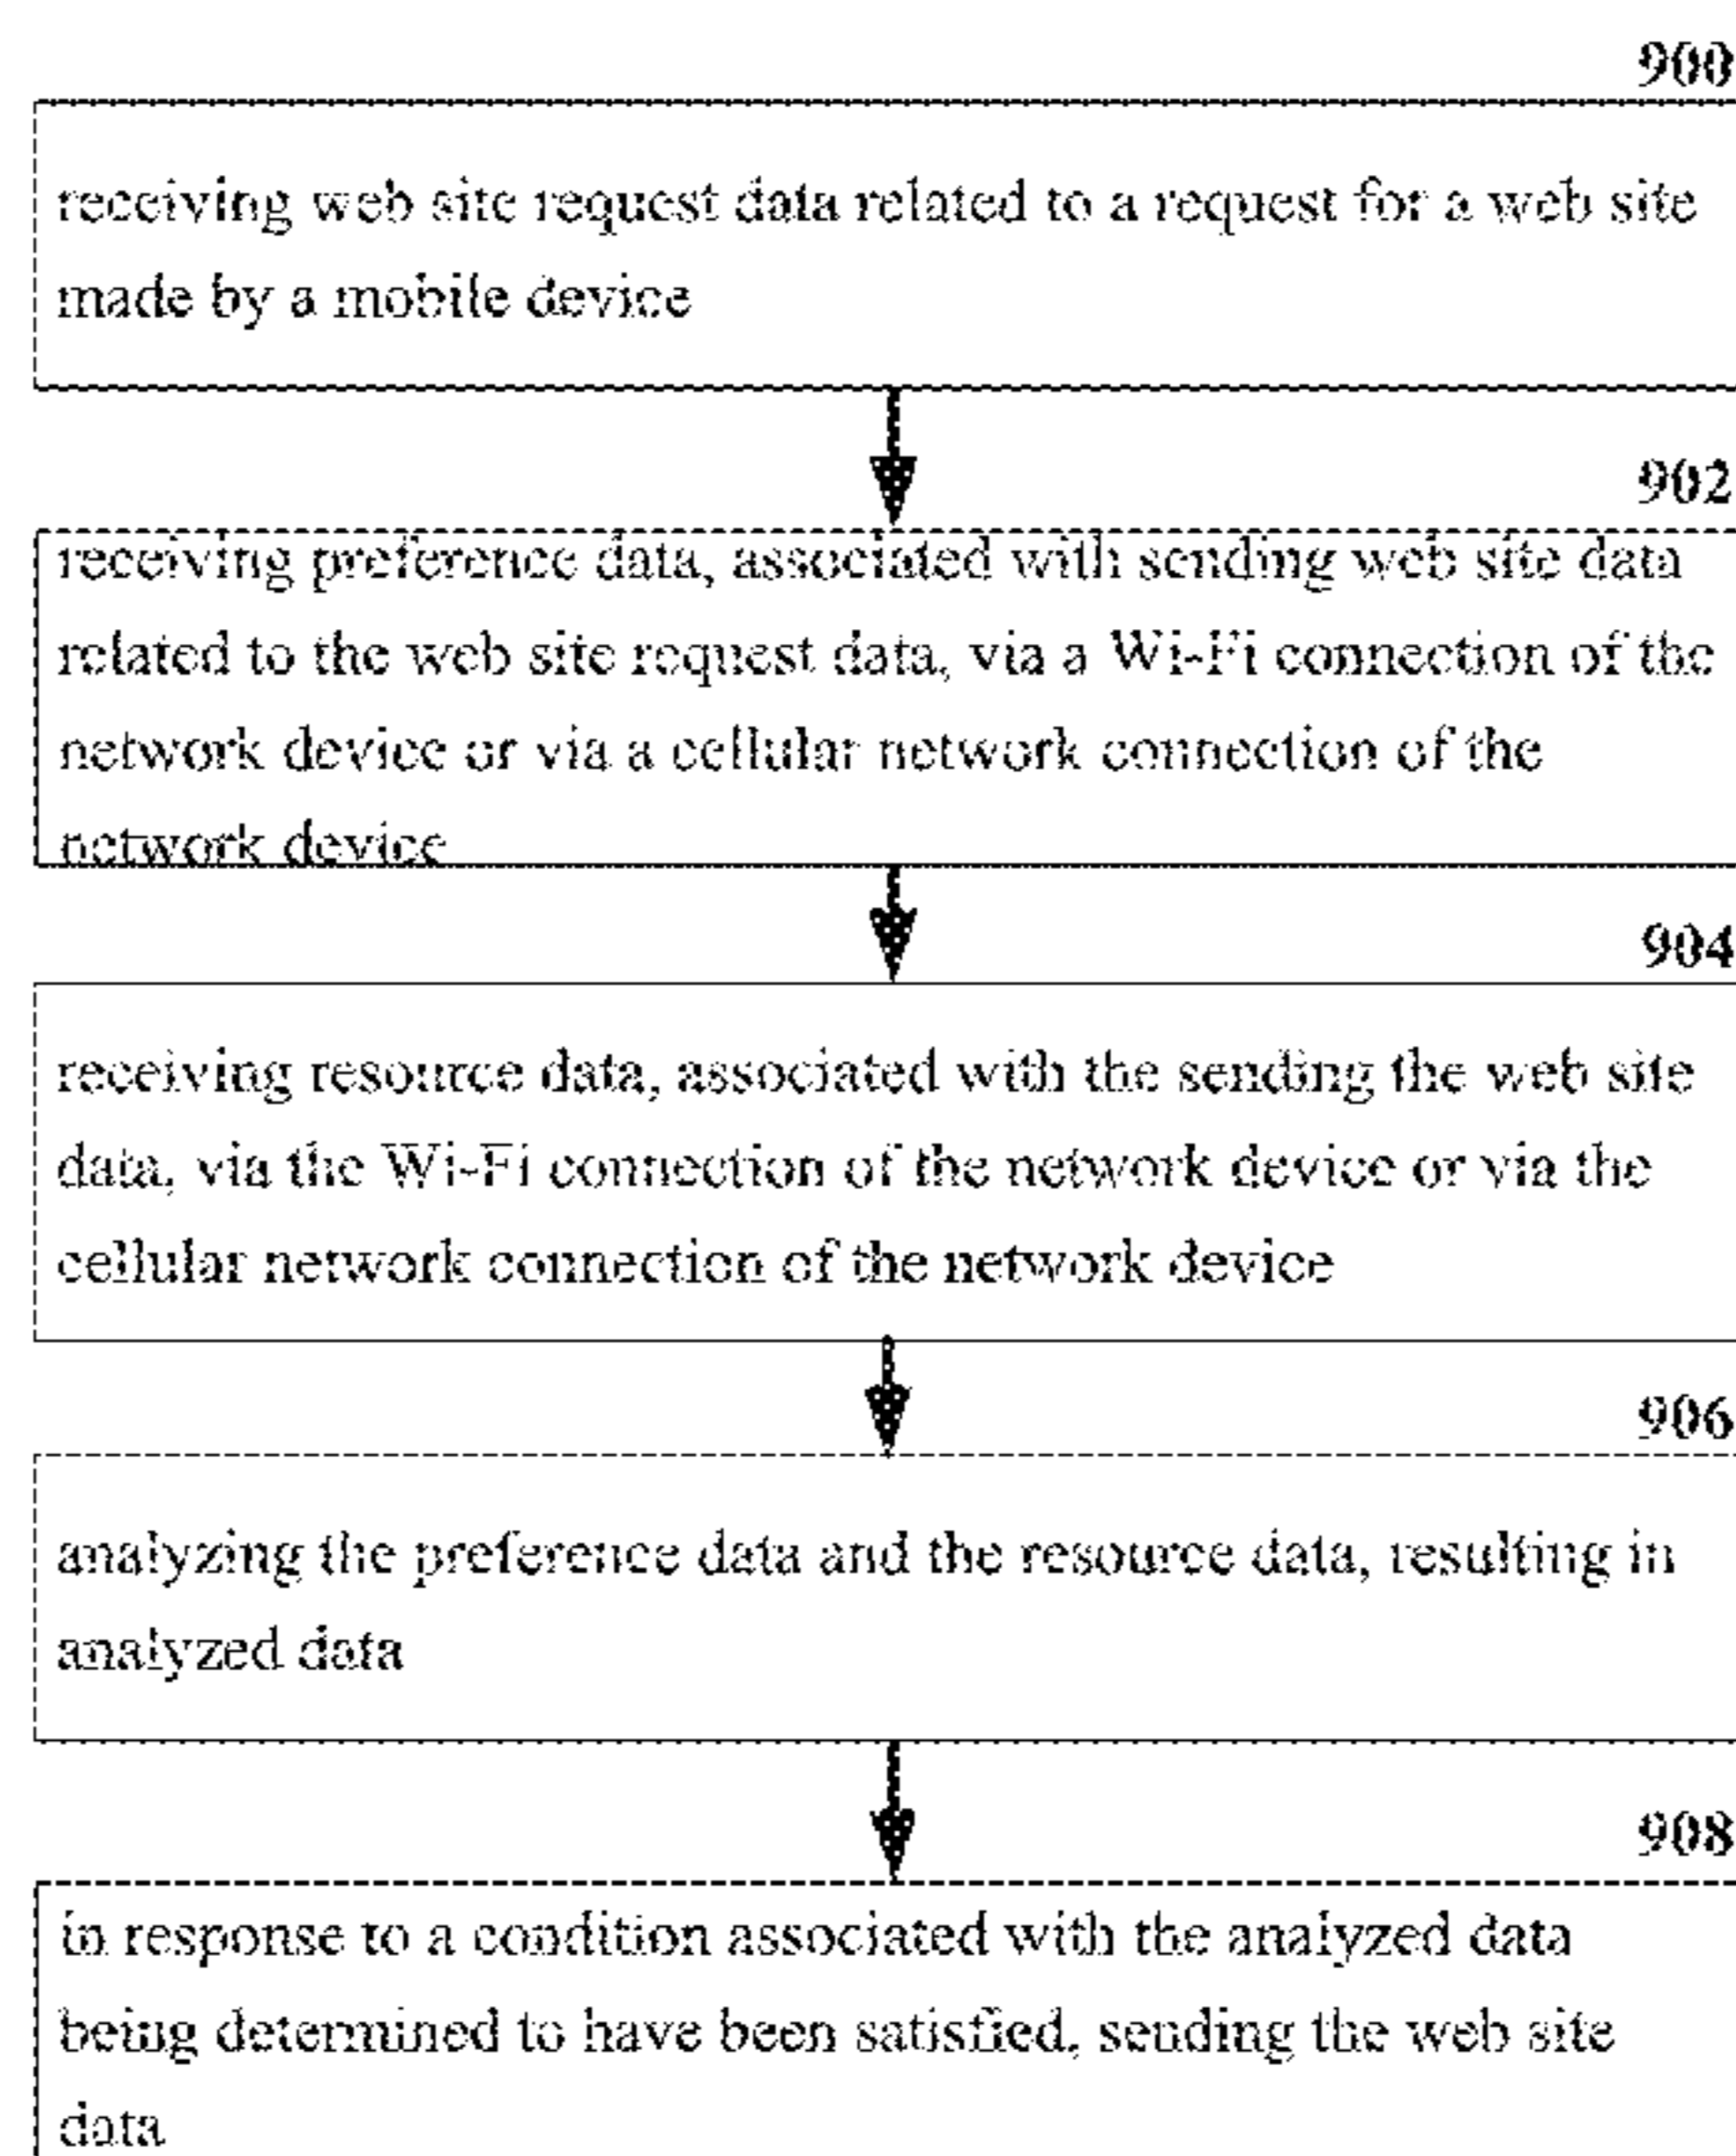 900
receiving web site request data related to a request for a web site
made by a mobile device
902
receiving preference data, associated with sending web site data
related to the web site request data, via a Wi-Fi connection of the
network device or via a cellular network connection of the
network device
904
receiving resource data, associated with the sending the web site
data, via the Wi-Fi connection of the network device or via the
cellular network connection of the network device
906
analyzing the preference data and the resource data, resulting in
analyzed data
908
in response to a condition associated with the analyzed data
being determined to have been satisfied, sending the web site
data